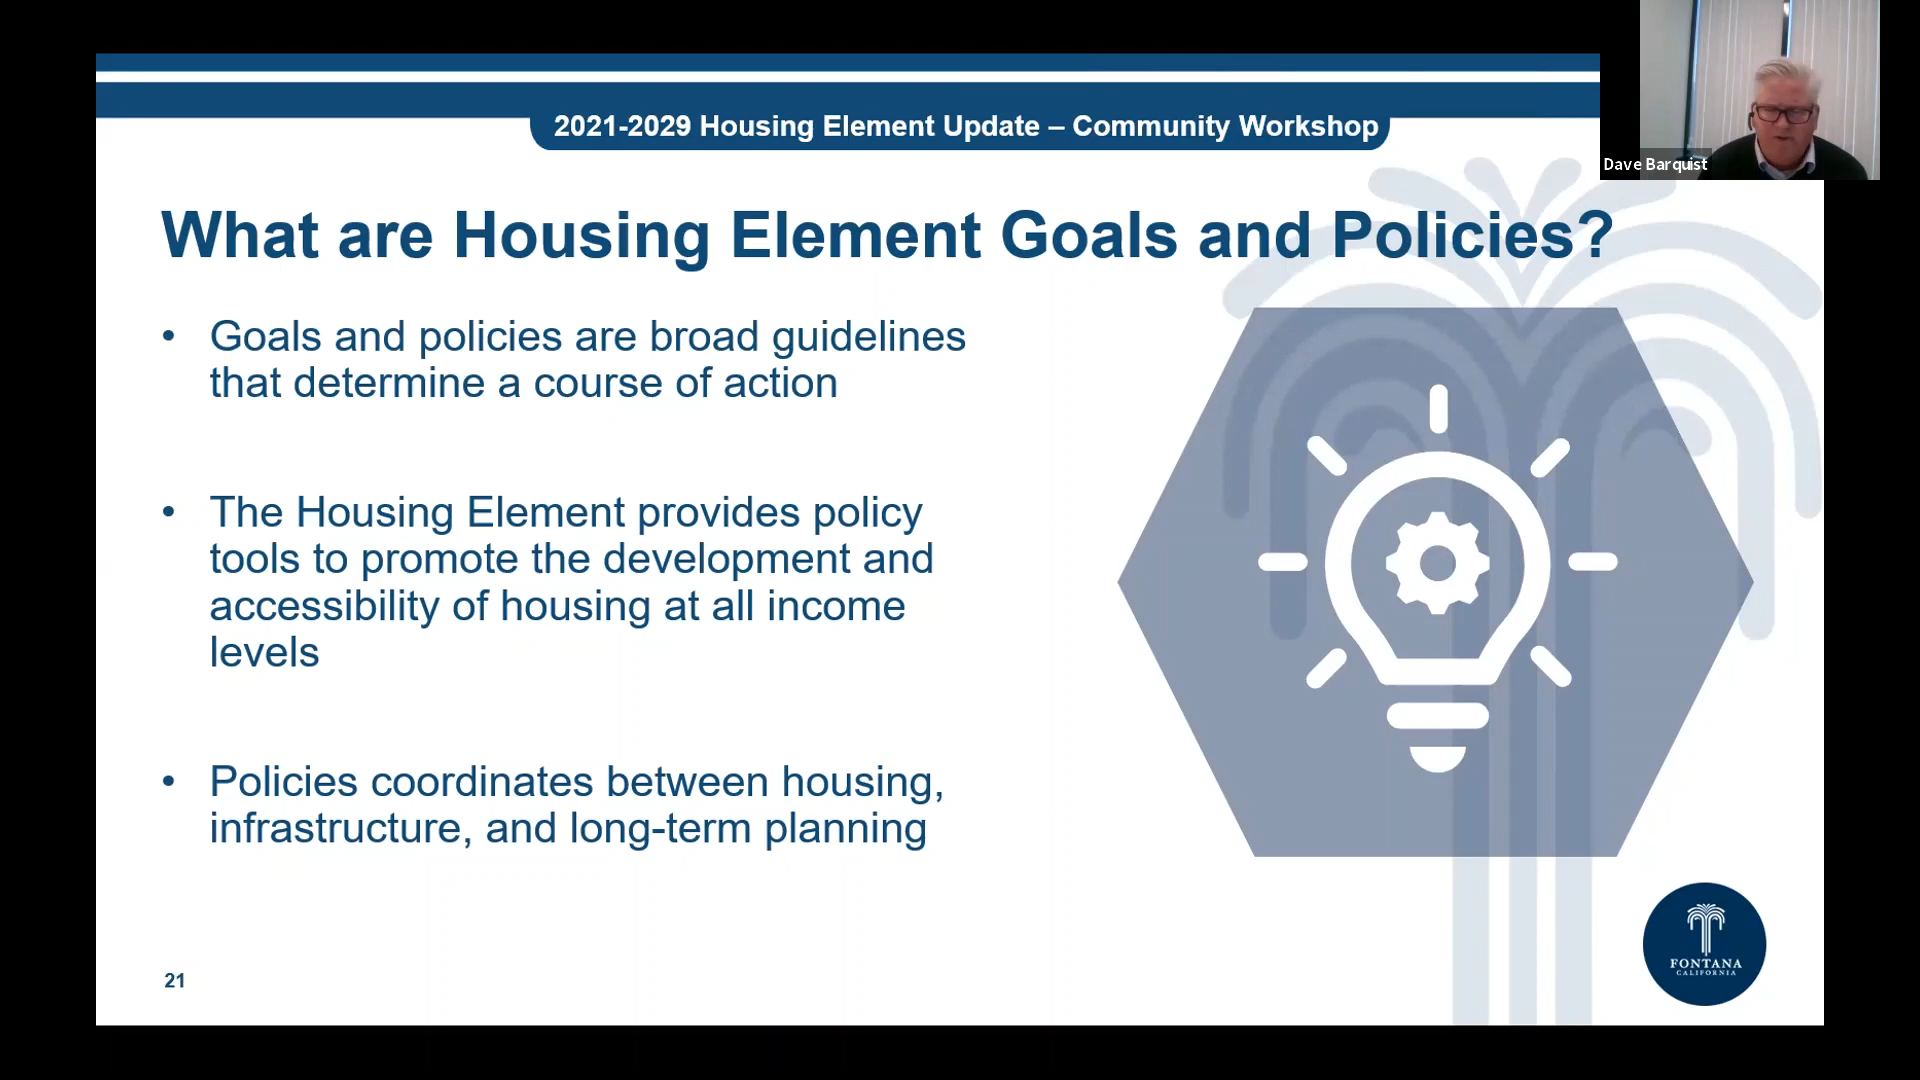 2021-2029 Housing Element Update – Community Workshop
Dave Barquist
What are Housing Element Goals and Policies?
• Goals and policies are broad guidelines
that determine a course of action
• The Housing Element provides policy
tools to promote the development and
accessibility of housing at all income
levels
• Policies coordinates between housing,
infrastructure, and long-term planning
21
FONTANA
CALIFORNIA